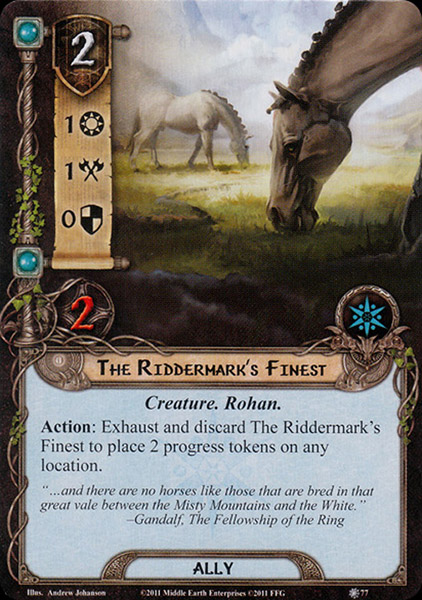 2
1
1
0
2
The Riddermark's Finest
Creature. Rohan.
Action: Exhaust and discard The Riddermark's
Finest to place 2 progress tokens on any
location.
“…and there are no horses like those that are bred in that
great vale between the Misty Mountains and the White.”
–Gandalf, The Fellowship of the Ring
Ally
Illus. Andrew Johanson ©2011 Middle Earth Enterprises ©2011 FFG 77